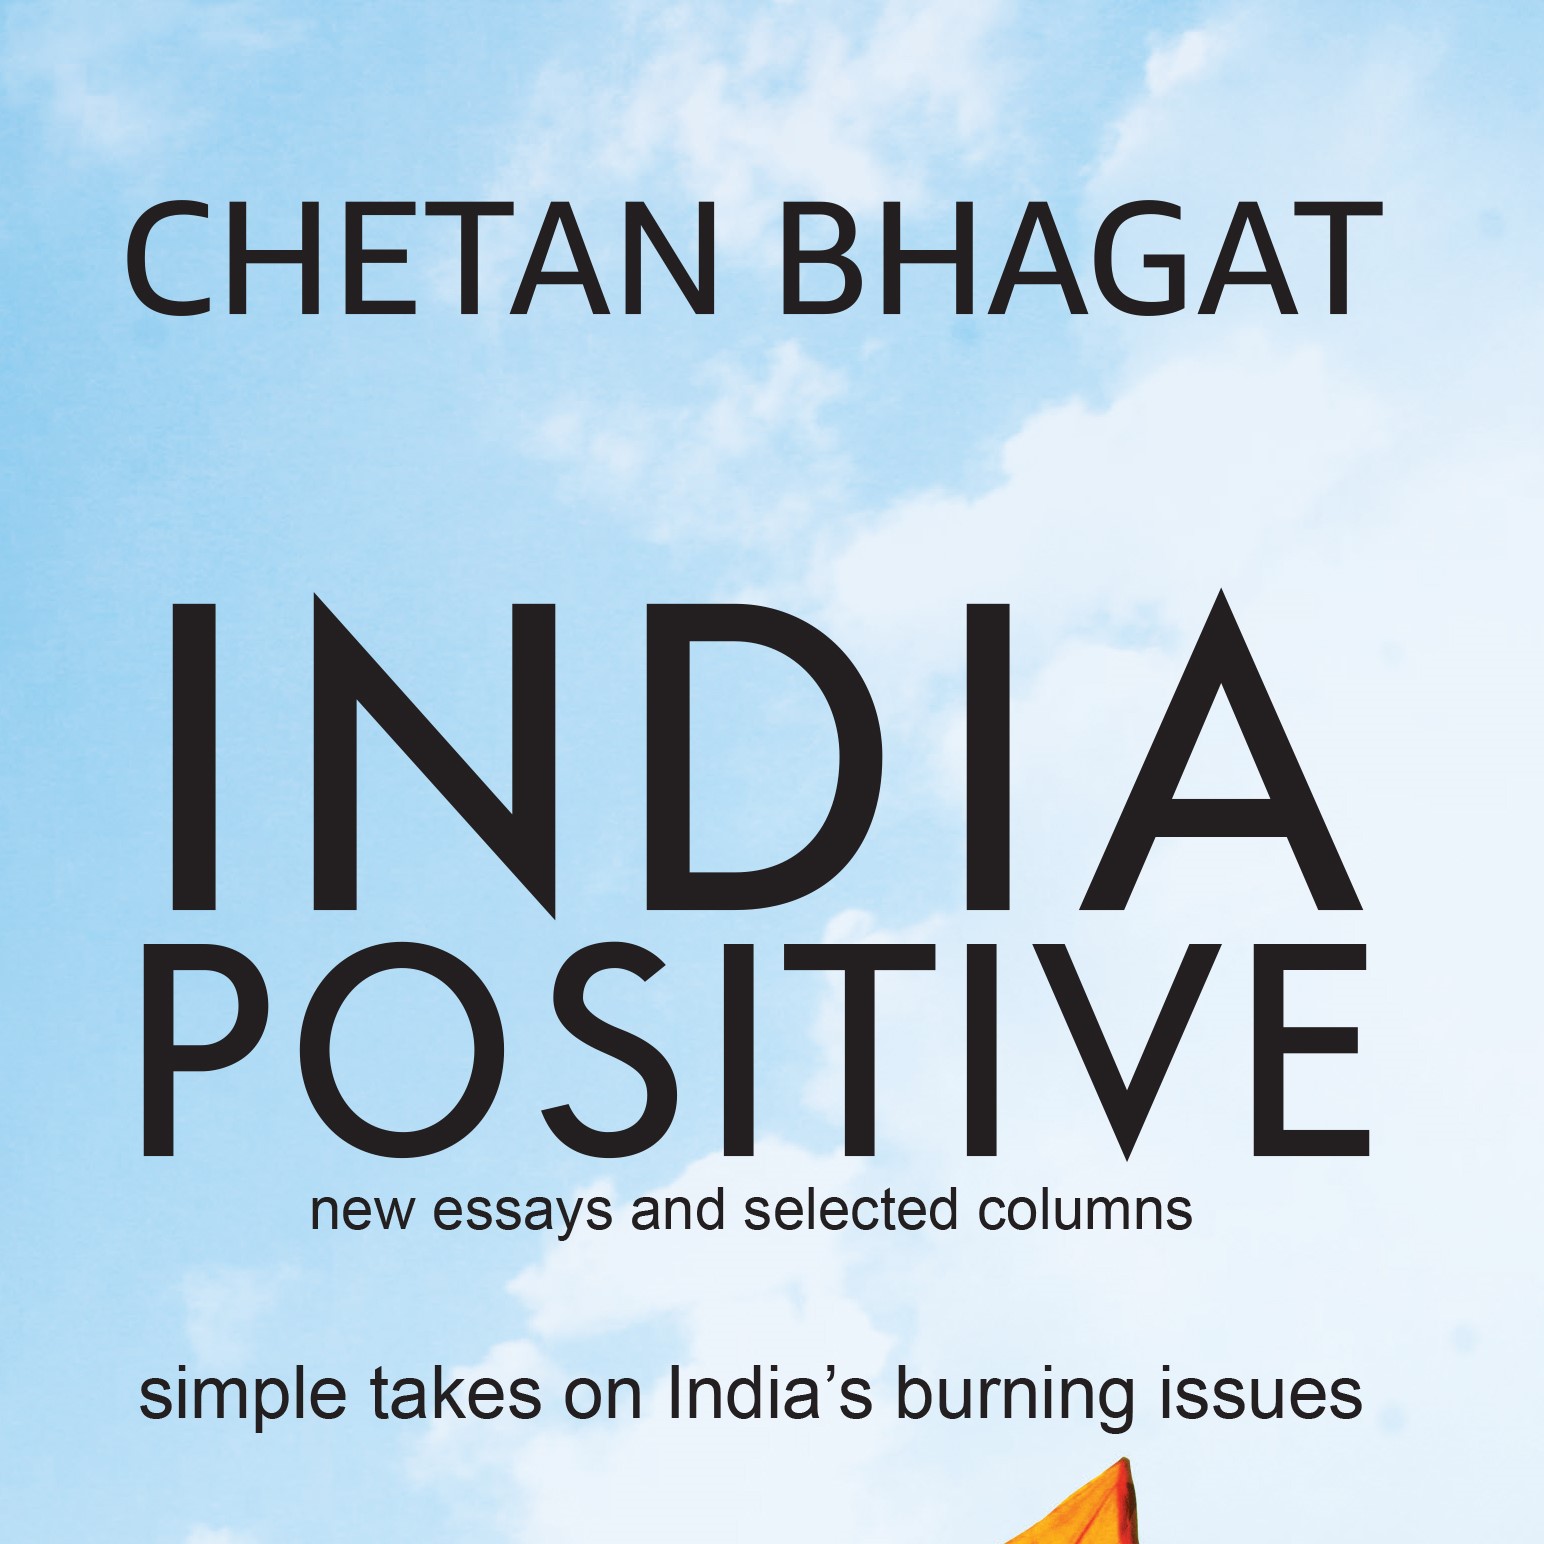 CHETAN BHAGAT
INDIA
POSITIVE
new essays and selected columns
simple takes on India’s burning issues